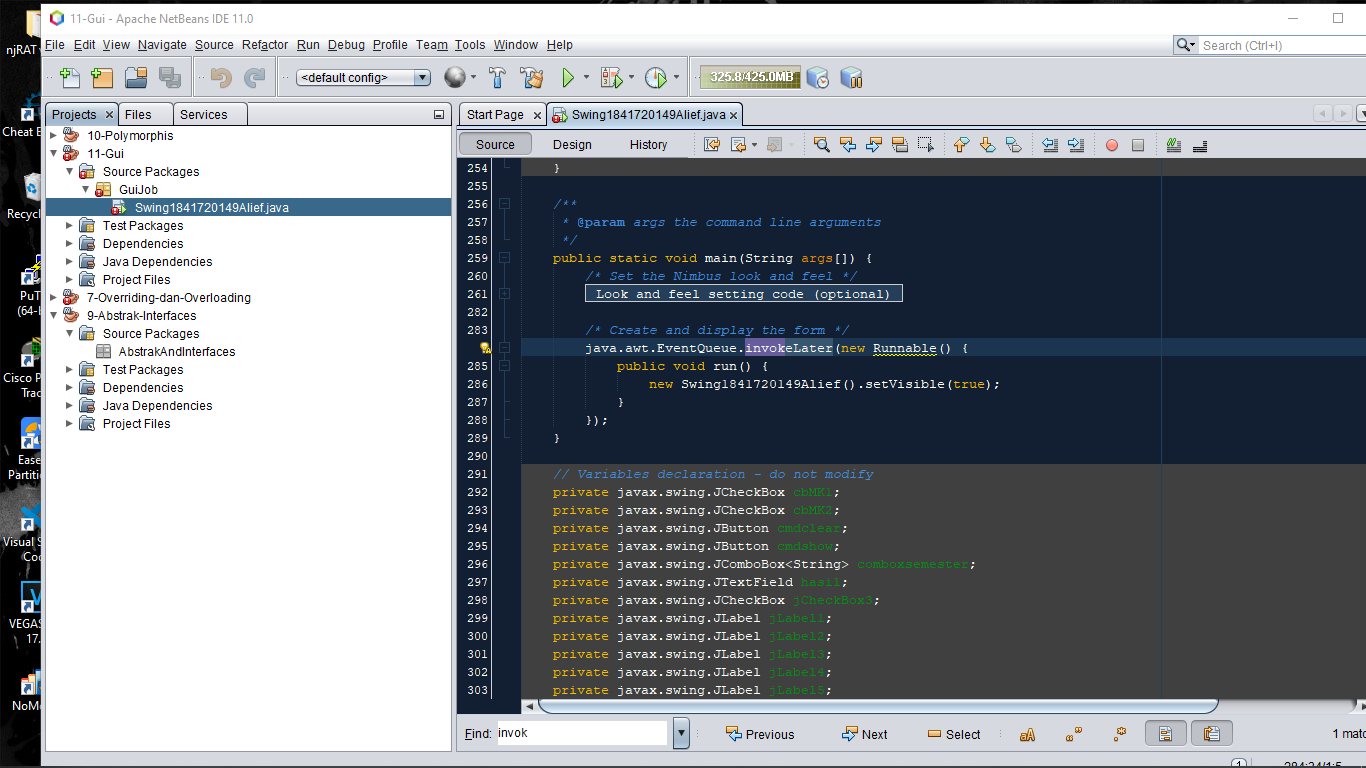 11-Gui - Apache NetBeans IDE 11.0
File Edit View Navigate Source Refactor Run Debug Profile Team Tools Window Help
Search (Ctrl+I)
<default config>
325.8/425.0MB
njRAT
Cheat E
Recycl
PuT
(64-b
Cisco P
Trac
Ease
Partitio
Visual S
Coc
VEGAS
17.
NoM
Projects Files Services
10-Polymorphis
11-Gui
Source Packages
GuiJob
Swing1841720149Alief.java
Test Packages
Dependencies
Java Dependencies
Project Files
7-Overriding-dan-Overloading
9-Abstrak-Interfaces
Source Packages
AbstrakAndInterfaces
Test Packages
Dependencies
Java Dependencies
Project Files
Start Page Swing1841720149Alief.java
Source Design History
254 }
255
256 /**
257 * @param args the command line arguments
258 */
259 public static void main(String args[]) {
260 /* Set the Nimbus look and feel */
261 Look and feel setting code (optional)
282
283 /* Create and display the form */
java.awt.EventQueue.invokeLater(new Runnable() {
285 public void run() {
286 new Swing1841720149Alief().setVisible(true);
287 }
288 });
289 }
290
291 // Variables declaration - do not modify
292 private javax.swing.JCheckBox cbMK1;
293 private javax.swing.JCheckBox cbMK2;
294 private javax.swing.JButton cmdclear;
295 private javax.swing.JButton cmdshow;
296 private javax.swing.JComboBox<String> comboxsemester;
297 private javax.swing.JTextField hasil;
298 private javax.swing.JCheckBox jCheckBox3;
299 private javax.swing.JLabel jLabel1;
300 private javax.swing.JLabel jLabel2;
301 private javax.swing.JLabel jLabel3;
302 private javax.swing.JLabel jLabel4;
303 private javax.swing.JLabel jLabel5;
Find: invok Previous Next Select aA 1 matc
1 284:24/1:5